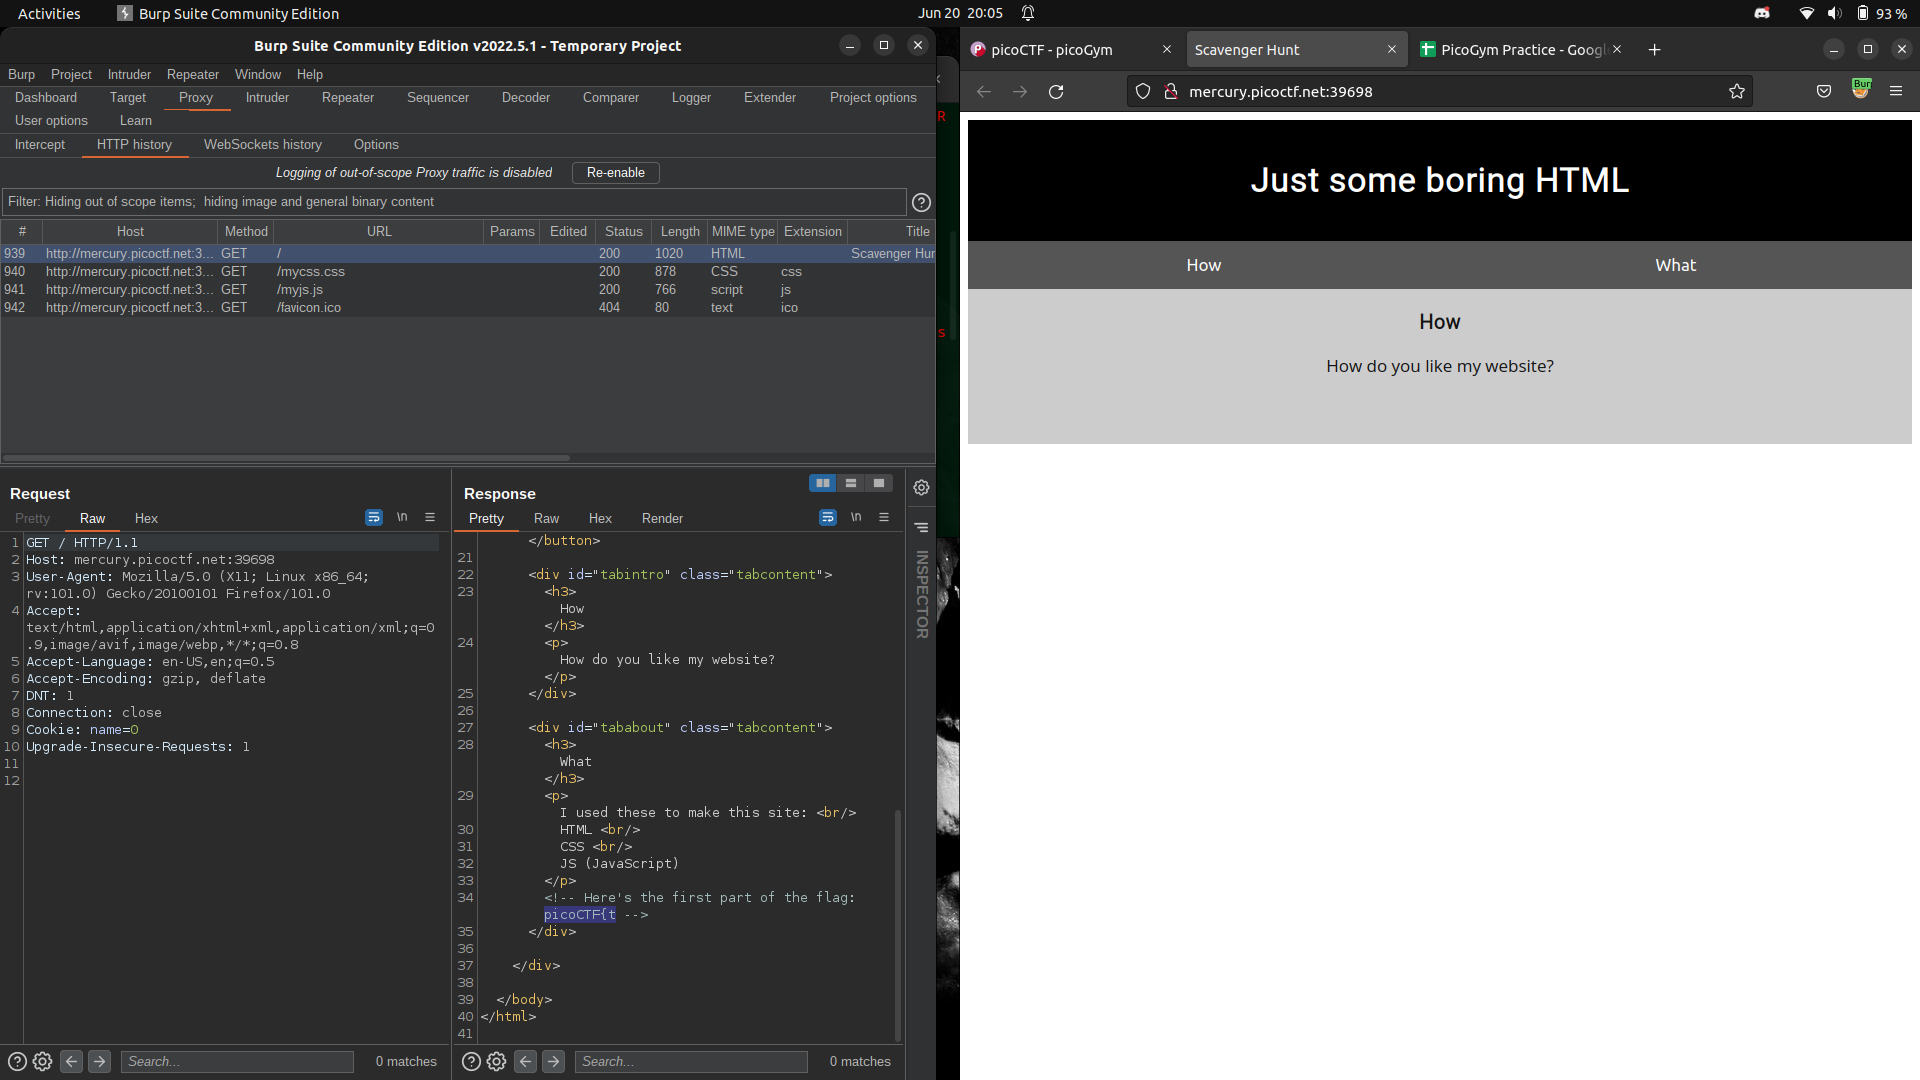 Activities
Burp Suite Community Edition
Jun 20 20:05
93 %
Burp Suite Community Edition v2022.5.1 - Temporary Project
Burp Project Intruder Repeater Window Help
Dashboard Target Proxy Intruder Repeater Sequencer Decoder Comparer Logger Extender Project options
User options Learn
Intercept HTTP history WebSockets history Options
Logging of out-of-scope Proxy traffic is disabled Re-enable
Filter: Hiding out of scope items; hiding image and general binary content
# Host Method URL Params Edited Status Length MIME type Extension Title
939 http://mercury.picoctf.net:3... GET / 200 1020 HTML Scavenger Hun
940 http://mercury.picoctf.net:3... GET /mycss.css 200 878 CSS css
941 http://mercury.picoctf.net:3... GET /myjs.js 200 766 script js
942 http://mercury.picoctf.net:3... GET /favicon.ico 404 80 text ico
Request
Pretty Raw Hex
\n
1 GET / HTTP/1.1
2 Host: mercury.picoctf.net:39698
3 User-Agent: Mozilla/5.0 (X11; Linux x86_64;
rv:101.0) Gecko/20100101 Firefox/101.0
4 Accept:
text/html,application/xhtml+xml,application/xml;q=0
.9,image/avif,image/webp,*/*;q=0.8
5 Accept-Language: en-US,en;q=0.5
6 Accept-Encoding: gzip, deflate
7 DNT: 1
8 Connection: close
9 Cookie: name=0
10 Upgrade-Insecure-Requests: 1
11
12
Search... 0 matches
Response
Pretty Raw Hex Render
\n
</button>
21
22 <div id="tabintro" class="tabcontent">
23 <h3>
How
</h3>
24 <p>
How do you like my website?
</p>
25 </div>
26
27 <div id="tababout" class="tabcontent">
28 <h3>
What
</h3>
29 <p>
I used these to make this site: <br/>
30 HTML <br/>
31 CSS <br/>
32 JS (JavaScript)
33 </p>
34 <!-- Here's the first part of the flag:
picoCTF{t -->
35 </div>
36
37 </div>
38
39 </body>
40 </html>
41
Search... 0 matches
INSPECTOR
R
s
picoCTF - picoGym
Scavenger Hunt
PicoGym Practice - Googl
mercury.picoctf.net:39698
Bur
Just some boring HTML
How What
How
How do you like my website?